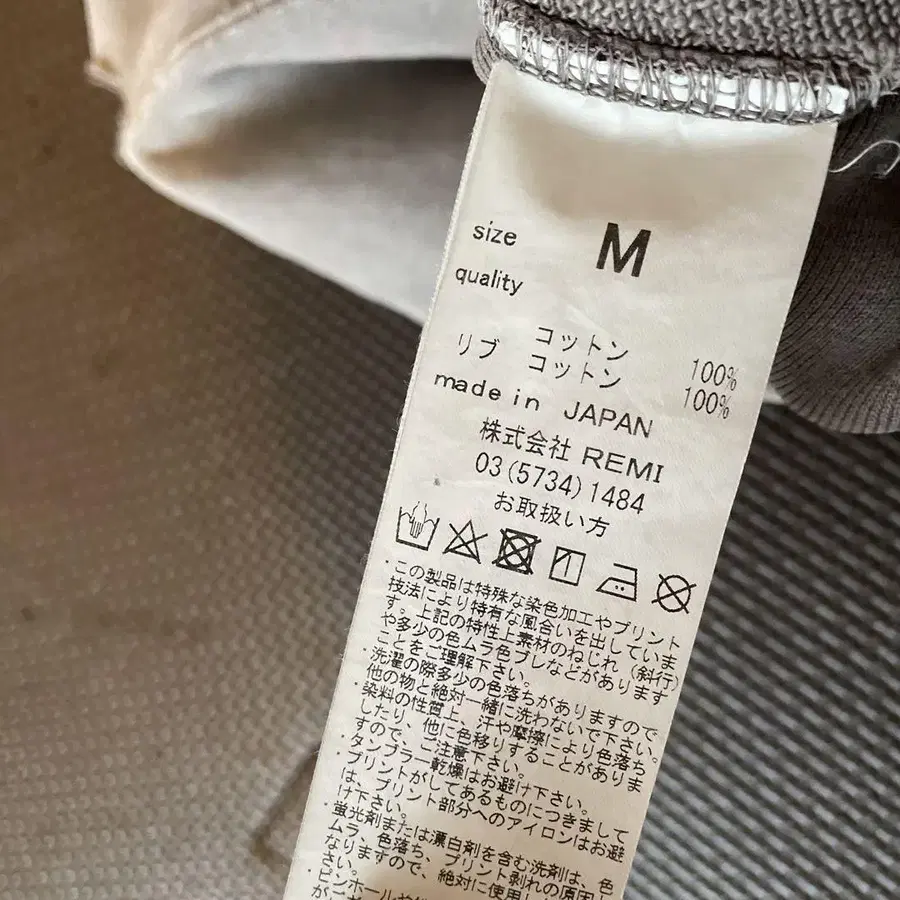 size M
quality
コットン 100%
リブ コットン 100%
made in JAPAN
株式会社 REMI
03 (5734) 1484
お取扱い方
・この製品は特殊な染色加工やプリント
技法により特有な風合いを出していま
す。上記の特性上素材のねじれ（斜行）
や多少の色ムラ色ブレなどがあります
ことをご理解下さい。
・洗濯の際多少の色落ちがありますので
他の物と絶対一緒に洗わないで下さい。
・染料の性質上、汗や摩擦により色落ち
したり、他に色移りすることがありま
すので、ご注意下さい。
・タンブラー乾燥はお避け下さい。
・プリントがしてあるものにつきまして
は、プリント部分へのアイロンはお避
け下さい。
・蛍光剤または漂白剤を含む洗剤は、色
ムラ、色落ち、プリント剥れの原因と
なりますので、絶対に使用し
さい。
・ピンホールや